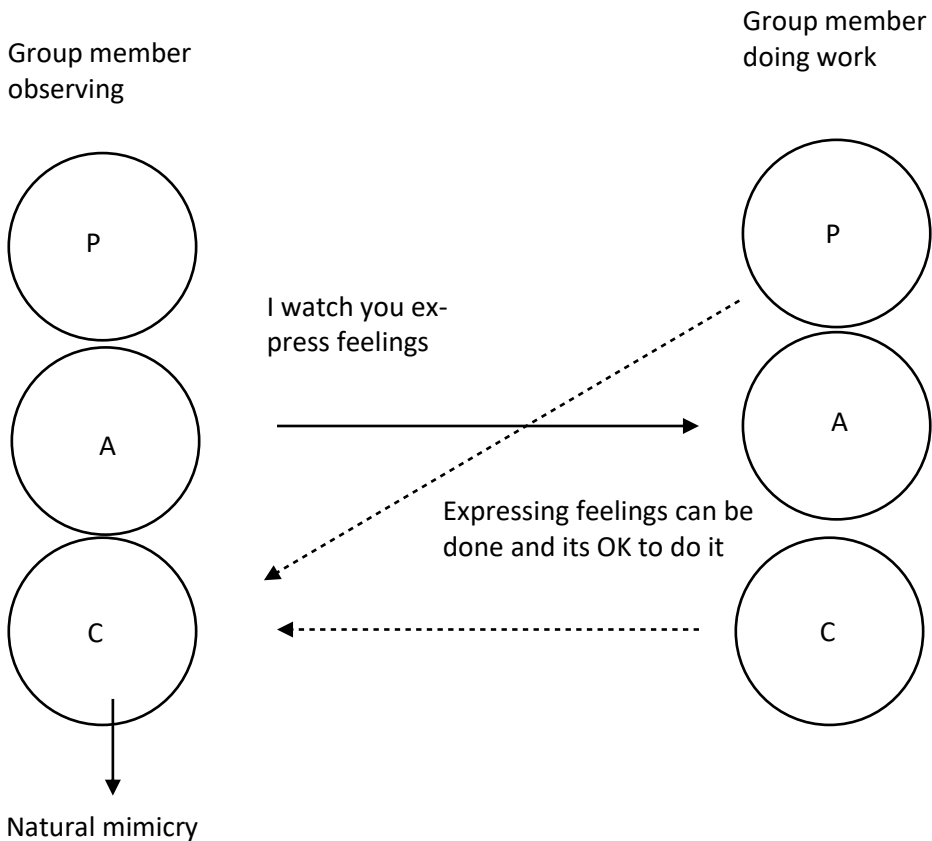 Group member
observing
Group member
doing work
P
P
I watch you ex-
press feelings
A
A
Expressing feelings can be
done and its OK to do it
C
C
Natural mimicry